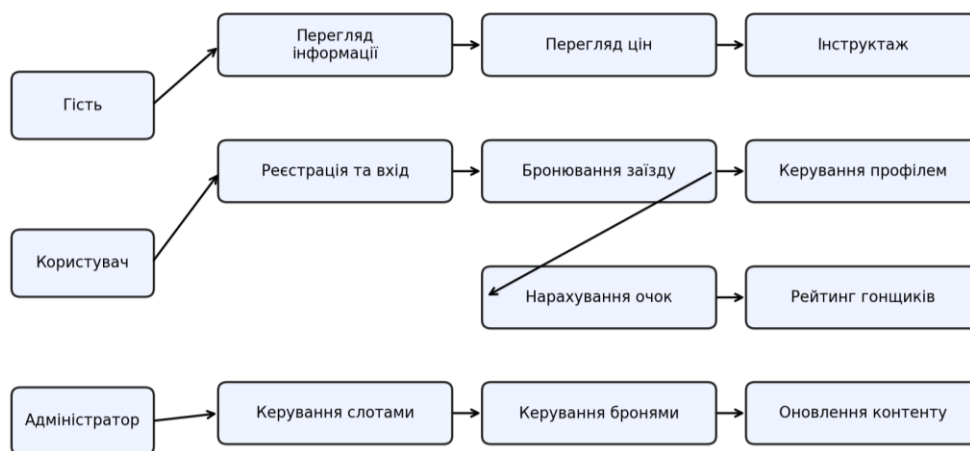 Перегляд
інформації
Перегляд цін
Інструктаж
Гість
Реєстрація та вхід
Бронювання заїзду
Керування профілем
Користувач
Нарахування очок
Рейтинг гонщиків
Адміністратор
Керування слотами
Керування бронями
Оновлення контенту